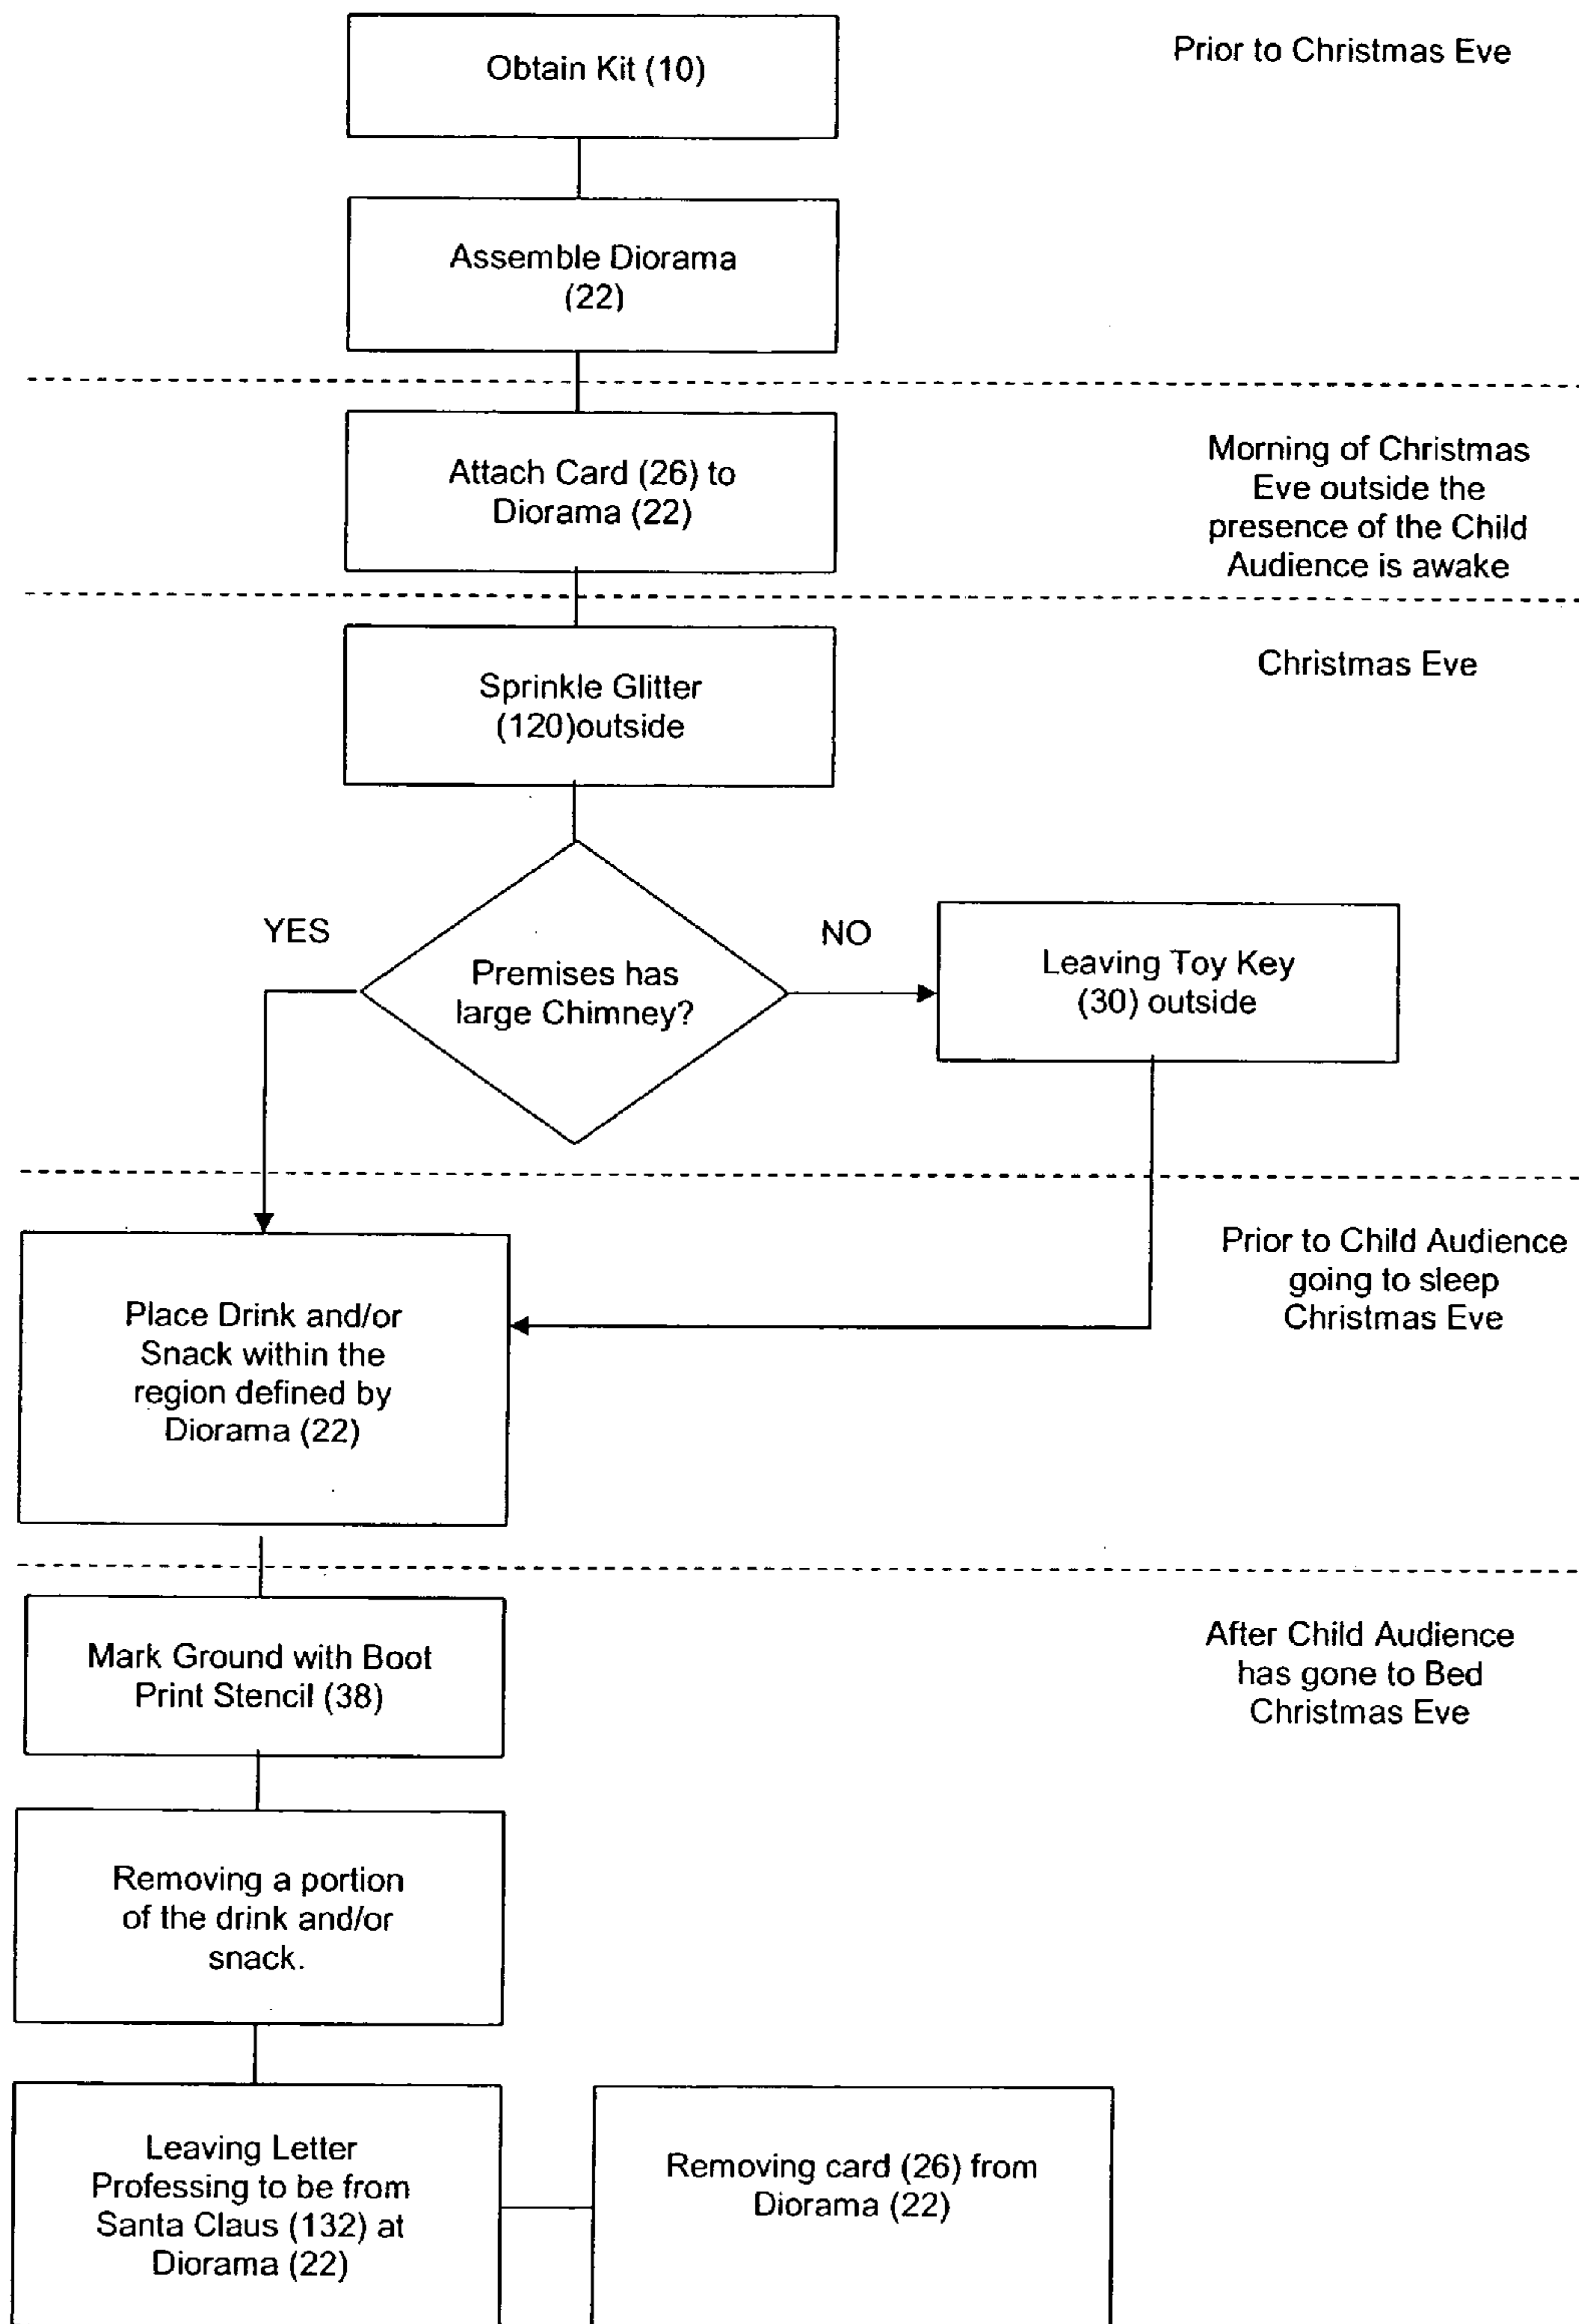 Obtain Kit (10)
Prior to Christmas Eve
Assemble Diorama
(22)
Attach Card (26) to
Diorama (22)
Morning of Christmas
Eve outside the
presence of the Child
Audience is awake
Sprinkle Glitter
(120)outside
Christmas Eve
YES
NO
Premises has
large Chimney?
Leaving Toy Key
(30) outside
Place Drink and/or
Snack within the
region defined by
Diorama (22)
Prior to Child Audience
going to sleep
Christmas Eve
Mark Ground with Boot
Print Stencil (38)
After Child Audience
has gone to Bed
Christmas Eve
Removing a portion
of the drink and/or
snack.
Leaving Letter
Professing to be from
Santa Claus (132) at
Diorama (22)
Removing card (26) from
Diorama (22)